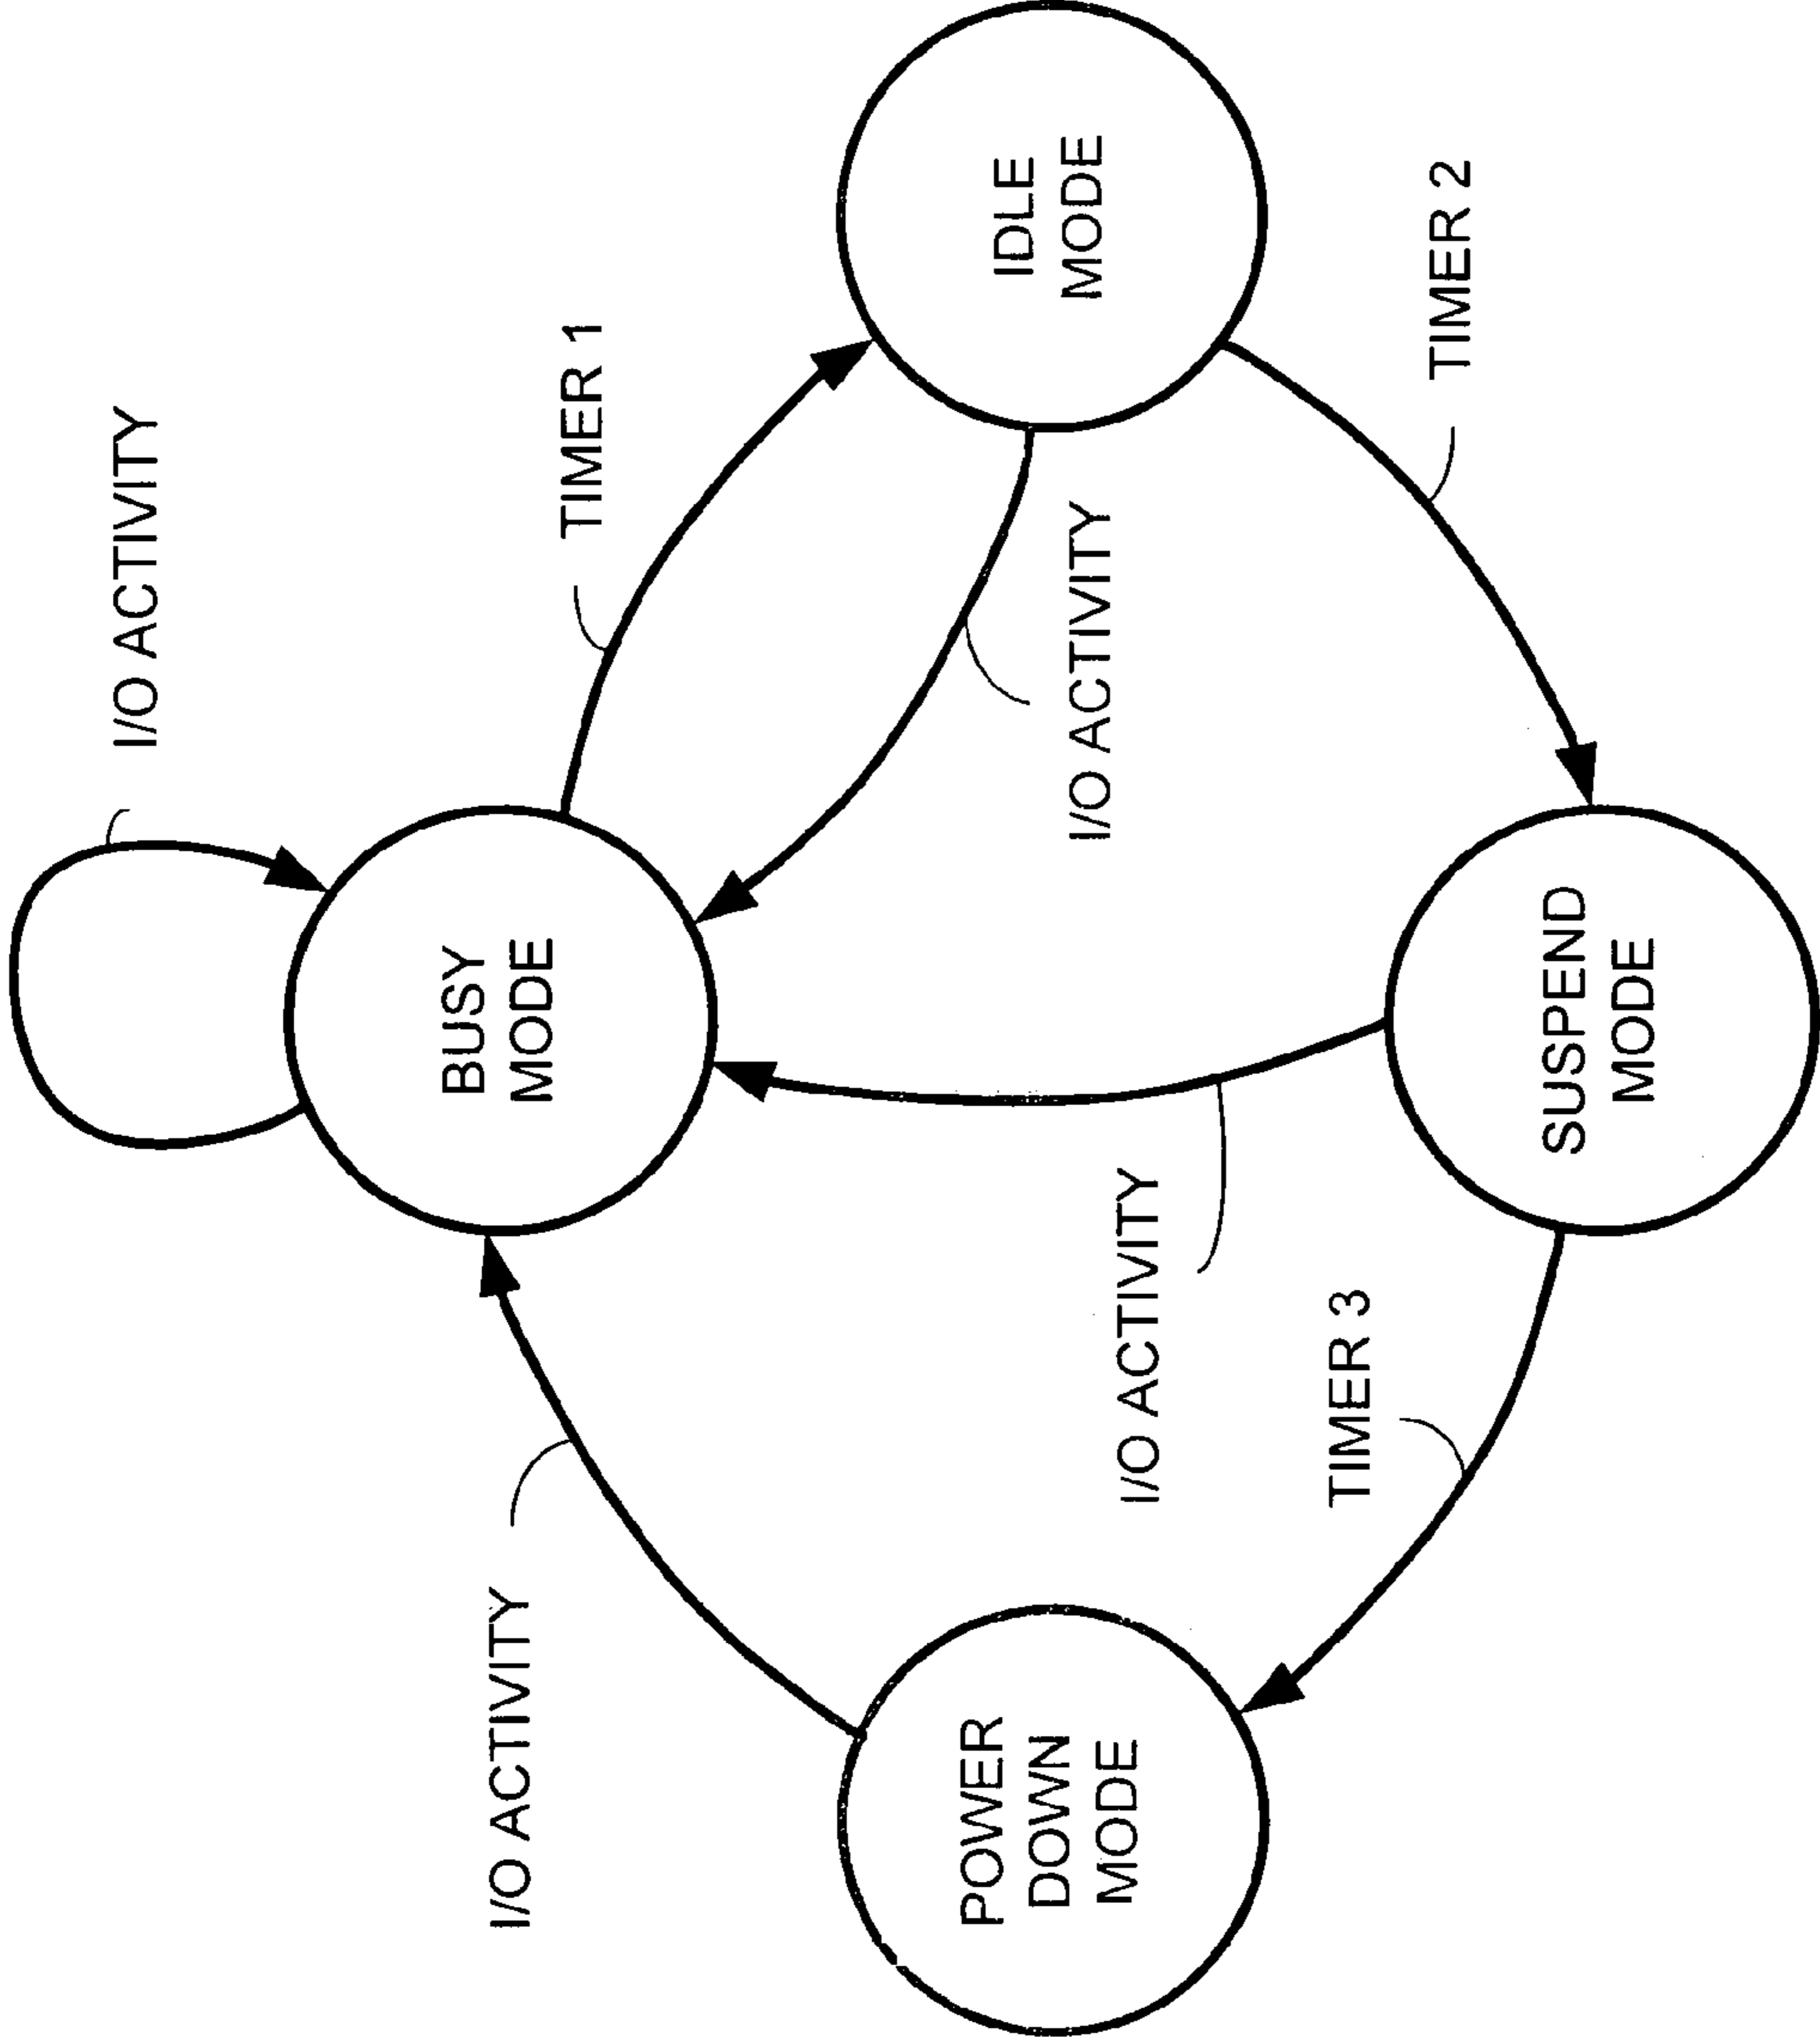 I/O ACTIVITY
I/O ACTIVITY
BUSY
MODE
TIMER 1
POWER
DOWN
MODE
I/O ACTIVITY
I/O ACTIVITY
IDLE
MODE
TIMER 3
SUSPEND
MODE
TIMER 2